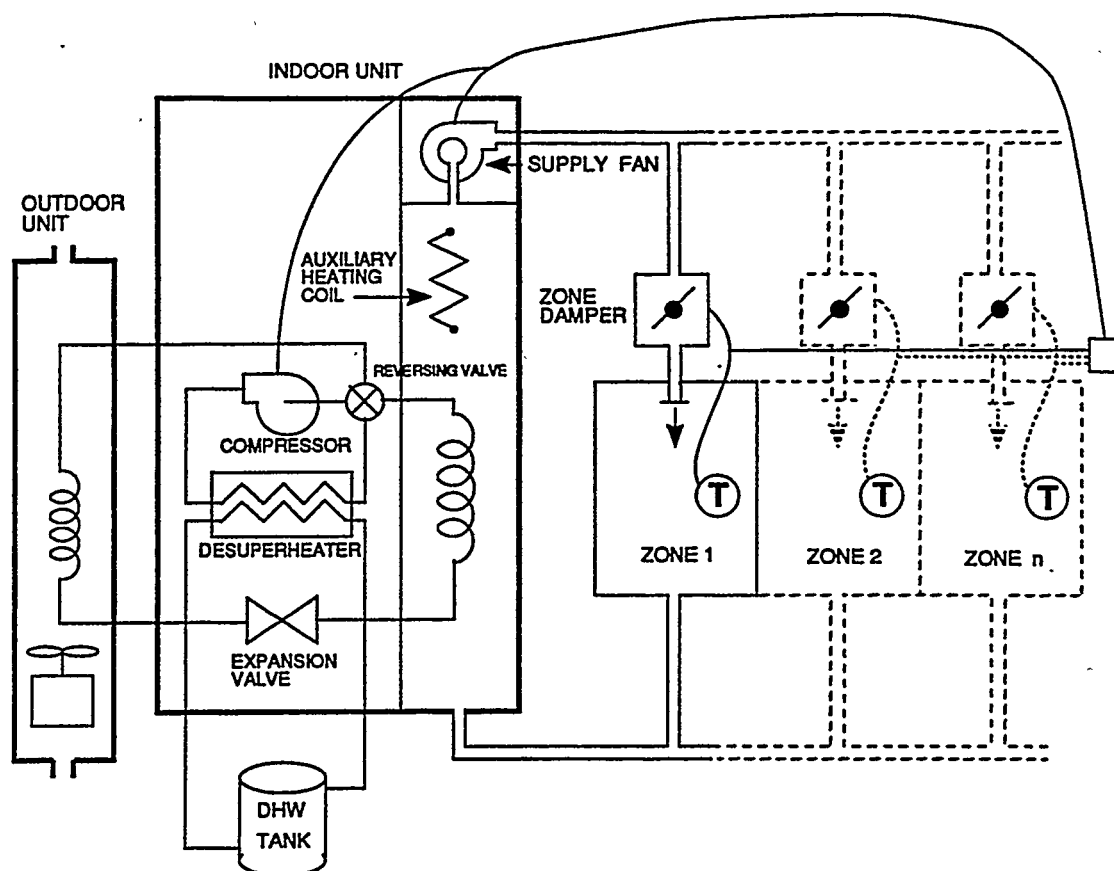 INDOOR UNIT
SUPPLY FAN
OUTDOOR
UNIT
AUXILIARY
HEATING
COIL
ZONE
DAMPER
REVERSING VALVE
COMPRESSOR
T
T
T
DESUPERHEATER
ZONE 1
ZONE 2
ZONE n
EXPANSION
VALVE
DHW
TANK